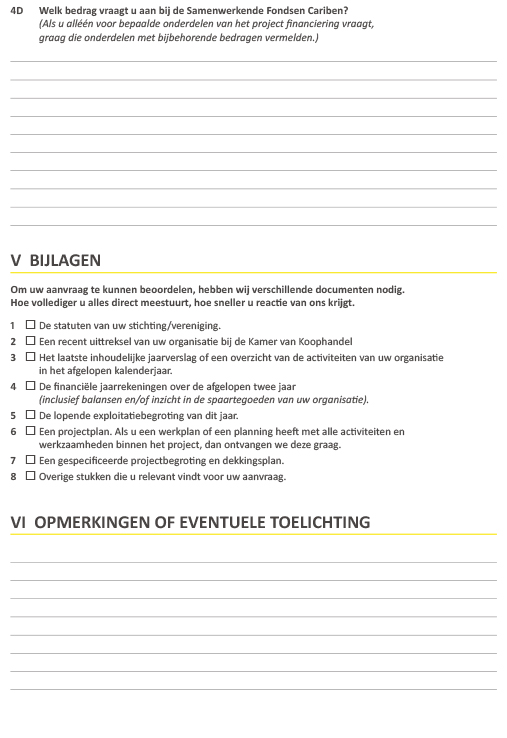 4D Welk bedrag vraagt u aan bij de Samenwerkende Fondsen Cariben?
(Als u alléén voor bepaalde onderdelen van het project financiering vraagt,
graag die onderdelen met bijbehorende bedragen vermelden.)
V BIJLAGEN
Om uw aanvraag te kunnen beoordelen, hebben wij verschillende documenten nodig.
Hoe vollediger u alles direct meestuurt, hoe sneller u reactie van ons krijgt.
1 ☐ De statuten van uw stichting/vereniging.
2 ☐ Een recent uittreksel van uw organisatie bij de Kamer van Koophandel
3 ☐ Het laatste inhoudelijke jaarverslag of een overzicht van de activiteiten van uw organisatie
in het afgelopen kalenderjaar.
4 ☐ De financiële jaarrekeningen over de afgelopen twee jaar
(inclusief balansen en/of inzicht in de spaartegoeden van uw organisatie).
5 ☐ De lopende exploitatiebegroting van dit jaar.
6 ☐ Een projectplan. Als u een werkplan of een planning heeft met alle activiteiten en
werkzaamheden binnen het project, dan ontvangen we deze graag.
7 ☐ Een gespecificeerde projectbegroting en dekkingsplan.
8 ☐ Overige stukken die u relevant vindt voor uw aanvraag.
VI OPMERKINGEN OF EVENTUELE TOELICHTING